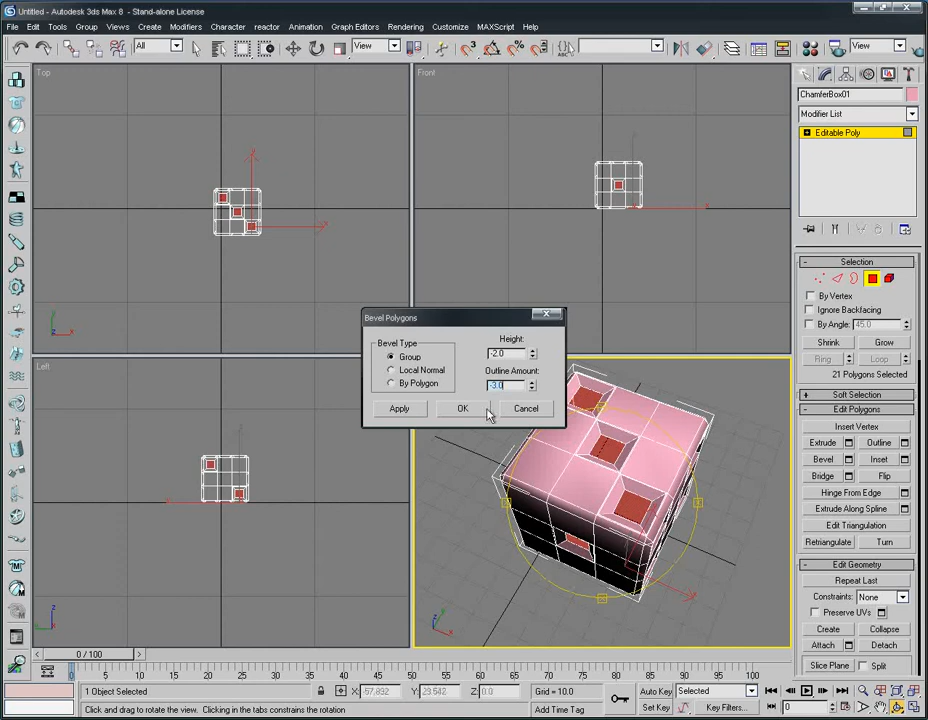 Untitled - Autodesk 3ds Max 8 - Stand-alone License
File Edit Tools Group Views Create Modifiers Character reactor Animation Graph Editors Rendering Customize MAXScript Help
All View View
Top Front
ChamferBox01
Modifier List
Editable Poly
Selection
By Vertex
Ignore Backfacing
By Angle: 45.0
Shrink Grow
Ring Loop
21 Polygons Selected
Soft Selection
Edit Polygons
Insert Vertex
Extrude Outline
Bevel Inset
Bridge Flip
Hinge From Edge
Extrude Along Spline
Edit Triangulation
Retriangulate Turn
Edit Geometry
Repeat Last
Constraints: None
Preserve UVs
Create Collapse
Attach Detach
Slice Plane Split
Bevel Polygons
Bevel Type
Group
Local Normal
By Polygon
Height:
-2.0
Outline Amount:
-3.0
Apply OK Cancel
Left
0 / 100
0 5 10 15 20 25 30 35 40 45 50 55 60 65 70 75 80 85 90 95 100
1 Object Selected X: -57.892 Y: 23.542 Z: 0.0 Grid = 10.0 Auto Key Selected
Click and drag to rotate the view. Clicking in the tabs constrains the rotation Add Time Tag Set Key Key Filters... 0